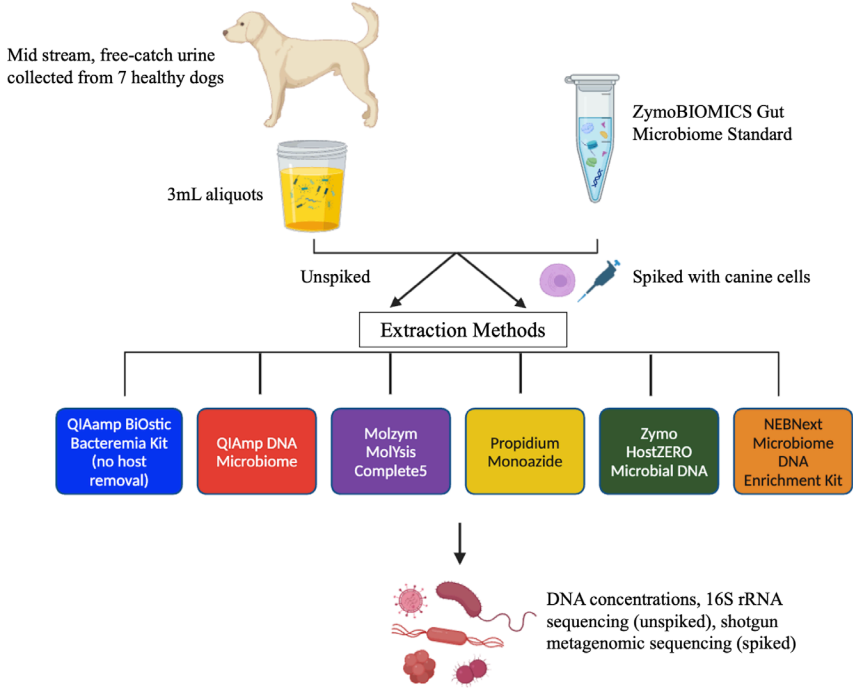 Mid stream, free-catch urine
collected from 7 healthy dogs
ZymoBIOMICS Gut
Microbiome Standard
3mL aliquots
Unspiked
Spiked with canine cells
Extraction Methods
QIAamp BiOstic
Bacteremia Kit
(no host
removal)
QIAmp DNA
Microbiome
Molzym
MolYsis
Complete5
Propidium
Monoazide
Zymo
HostZERO
Microbial DNA
NEBNext
Microbiome
DNA
Enrichment Kit
DNA concentrations, 16S rRNA
sequencing (unspiked), shotgun
metagenomic sequencing (spiked)